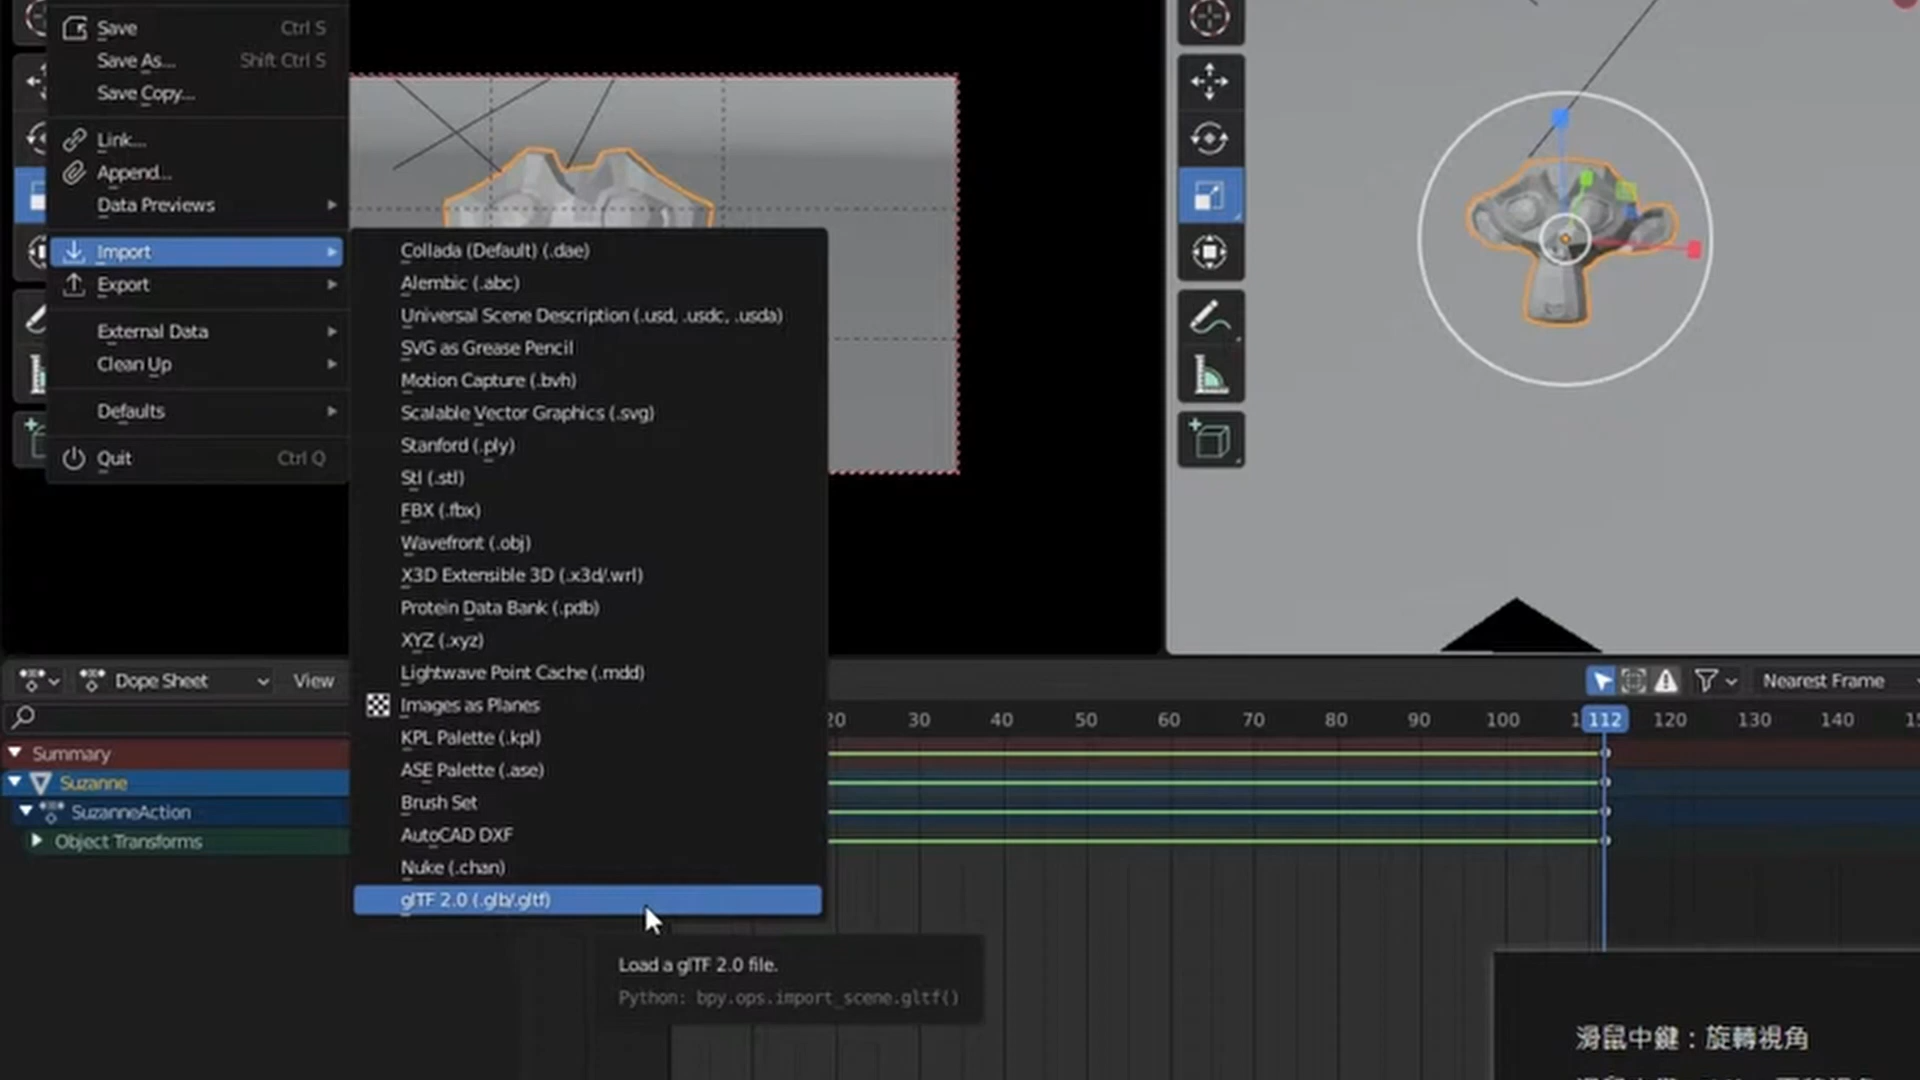 Save Ctrl S
Save As... Shift Ctrl S
Save Copy...
Link...
Append...
Data Previews
Import
Export
External Data
Clean Up
Defaults
Quit Ctrl Q
Collada (Default) (.dae)
Alembic (.abc)
Universal Scene Description (.usd, .usdc, .usda)
SVG as Grease Pencil
Motion Capture (.bvh)
Scalable Vector Graphics (.svg)
Stanford (.ply)
Stl (.stl)
FBX (.fbx)
Wavefront (.obj)
X3D Extensible 3D (.x3d/.wrl)
Protein Data Bank (.pdb)
XYZ (.xyz)
Lightwave Point Cache (.mdd)
Images as Planes
KPL Palette (.kpl)
ASE Palette (.ase)
Brush Set
AutoCAD DXF
Nuke (.chan)
glTF 2.0 (.glb/.gltf)
Load a glTF 2.0 file.
Python: bpy.ops.import_scene.gltf()
Dope Sheet View Nearest Frame
20 30 40 50 60 70 80 90 100 112 120 130 140
Summary
Suzanne
SuzanneAction
Object Transforms
滑鼠中鍵：旋轉視角